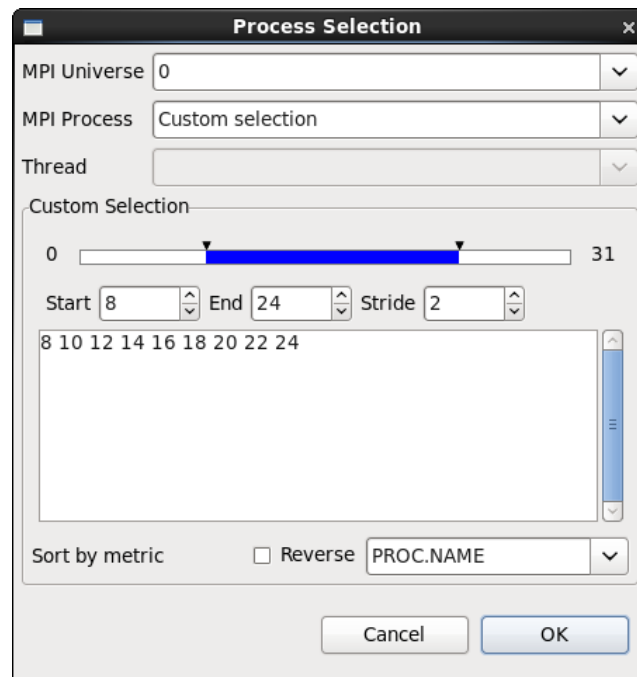 Process Selection
MPI Universe 0
MPI Process Custom selection
Thread
Custom Selection
0 31
Start 8 End 24 Stride 2
8 10 12 14 16 18 20 22 24
Sort by metric Reverse PROC.NAME
Cancel OK